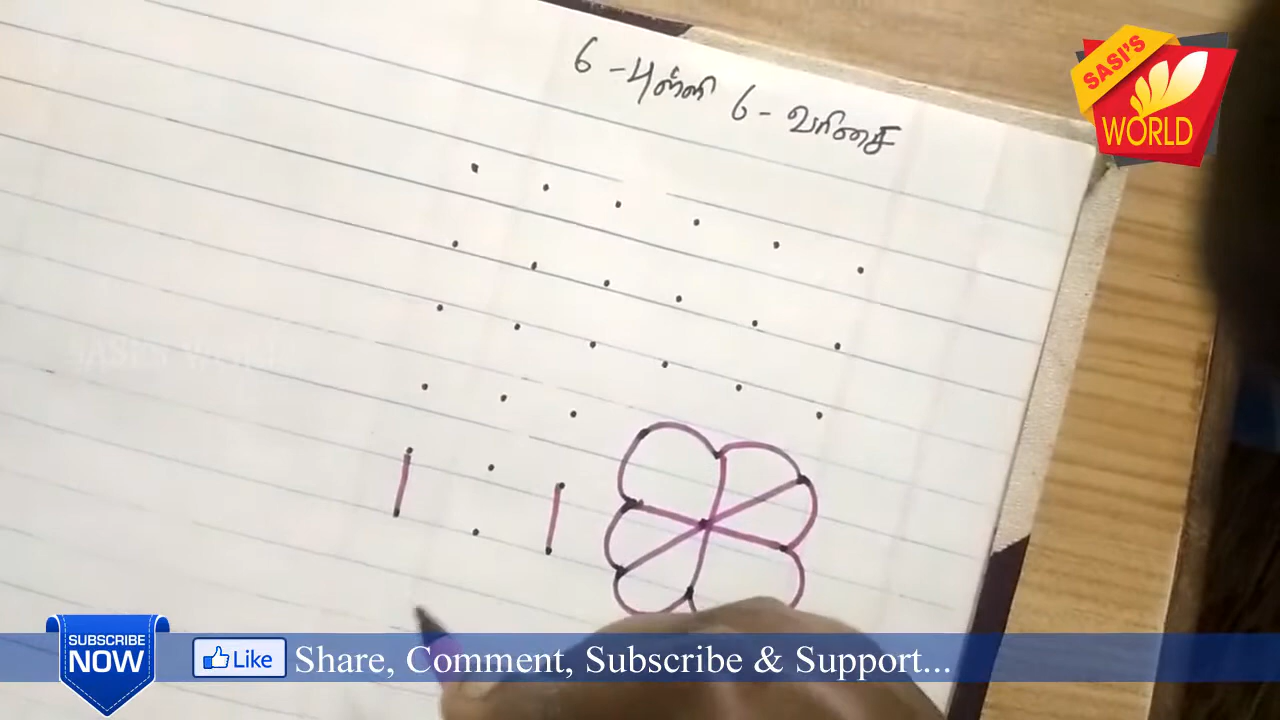 6 - புள்ளி 6 - வரிசை
SASI'S
WORLD
SUBSCRIBE
NOW
Like
Share, Comment, Subscribe & Support...